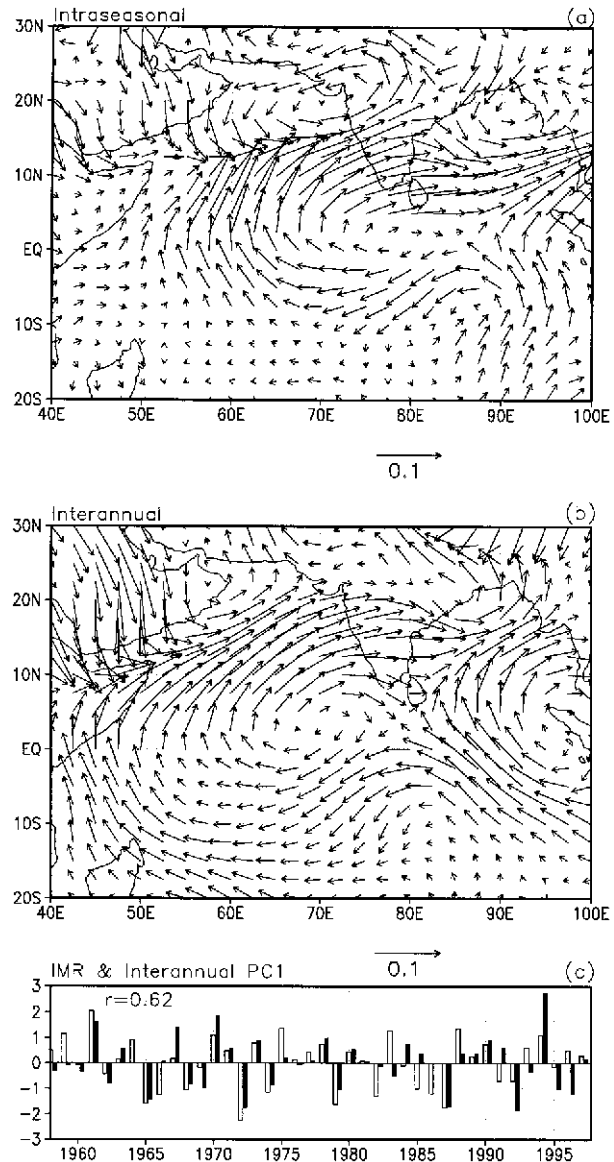 Intraseasonal (a)
30N
20N
10N
EQ
10S
20S
40E 50E 60E 70E 80E 90E 100E
0.1
Interannual (b)
30N
20N
10N
EQ
10S
20S
40E 50E 60E 70E 80E 90E 100E
0.1
IMR & Interannual PC1 (c)
r=0.62
3
2
1
0
-1
-2
-3
1960 1965 1970 1975 1980 1985 1990 1995